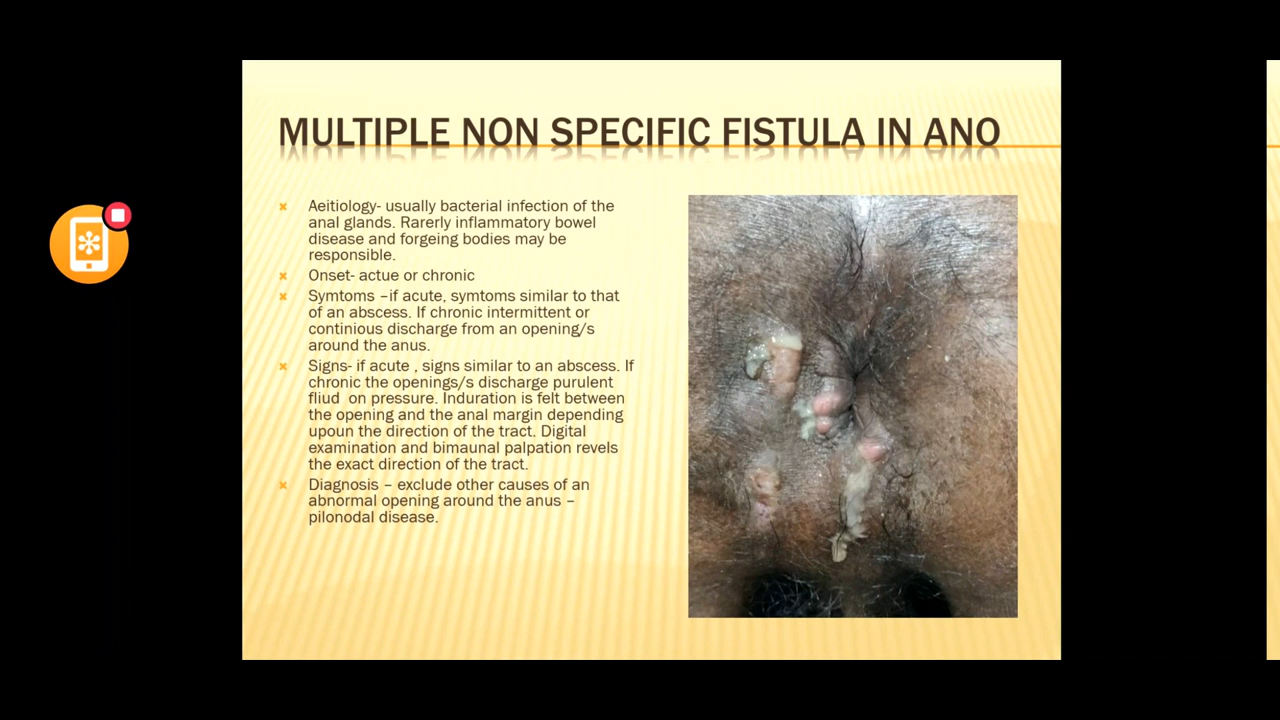 MULTIPLE NON SPECIFIC FISTULA IN ANO
Aeitiology- usually bacterial infection of the
anal glands. Rarerly inflammatory bowel
disease and forgeing bodies may be
responsible.
Onset- actue or chronic
Symtoms –if acute, symtoms similar to that
of an abscess. If chronic intermittent or
continious discharge from an opening/s
around the anus.
Signs- if acute , signs similar to an abscess. If
chronic the openings/s discharge purulent
fliud on pressure. Induration is felt between
the opening and the anal margin depending
upoun the direction of the tract. Digital
examination and bimaunal palpation revels
the exact direction of the tract.
Diagnosis – exclude other causes of an
abnormal opening around the anus –
pilonodal disease.